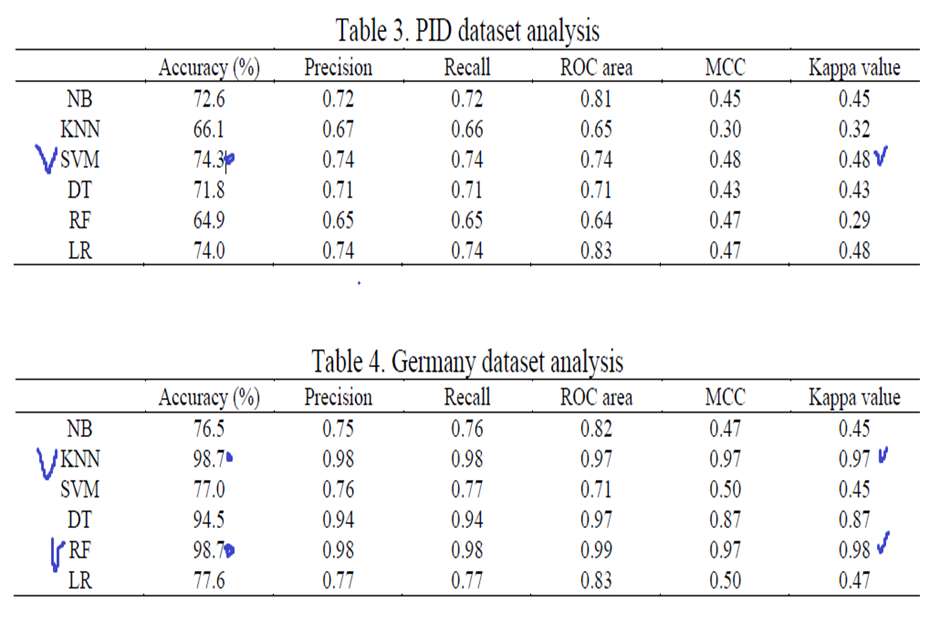 Table 3. PID dataset analysis
Accuracy (%) Precision Recall ROC area MCC Kappa value
NB 72.6 0.72 0.72 0.81 0.45 0.45
KNN 66.1 0.67 0.66 0.65 0.30 0.32
SVM 74.3 0.74 0.74 0.74 0.48 0.48
DT 71.8 0.71 0.71 0.71 0.43 0.43
RF 64.9 0.65 0.65 0.64 0.47 0.29
LR 74.0 0.74 0.74 0.83 0.47 0.48
Table 4. Germany dataset analysis
Accuracy (%) Precision Recall ROC area MCC Kappa value
NB 76.5 0.75 0.76 0.82 0.47 0.45
KNN 98.7 0.98 0.98 0.97 0.97 0.97
SVM 77.0 0.76 0.77 0.71 0.50 0.45
DT 94.5 0.94 0.94 0.97 0.87 0.87
RF 98.7 0.98 0.98 0.99 0.97 0.98
LR 77.6 0.77 0.77 0.83 0.50 0.47